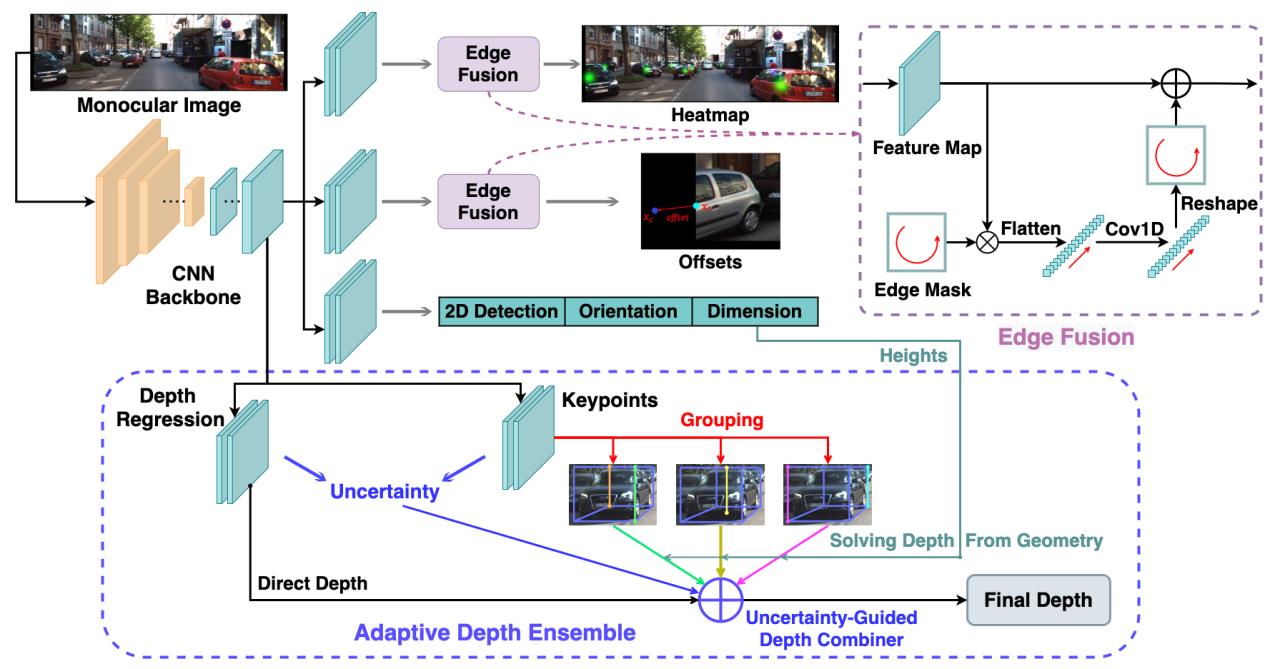 Monocular Image
CNN
Backbone
Edge
Fusion
Heatmap
Edge
Fusion
x_c
offset
Offsets
2D Detection
Orientation
Dimension
Feature Map
Edge Mask
Flatten
Cov1D
Reshape
Edge Fusion
Heights
Depth
Regression
Keypoints
Grouping
Uncertainty
Solving Depth From Geometry
Direct Depth
Uncertainty-Guided
Depth Combiner
Final Depth
Adaptive Depth Ensemble